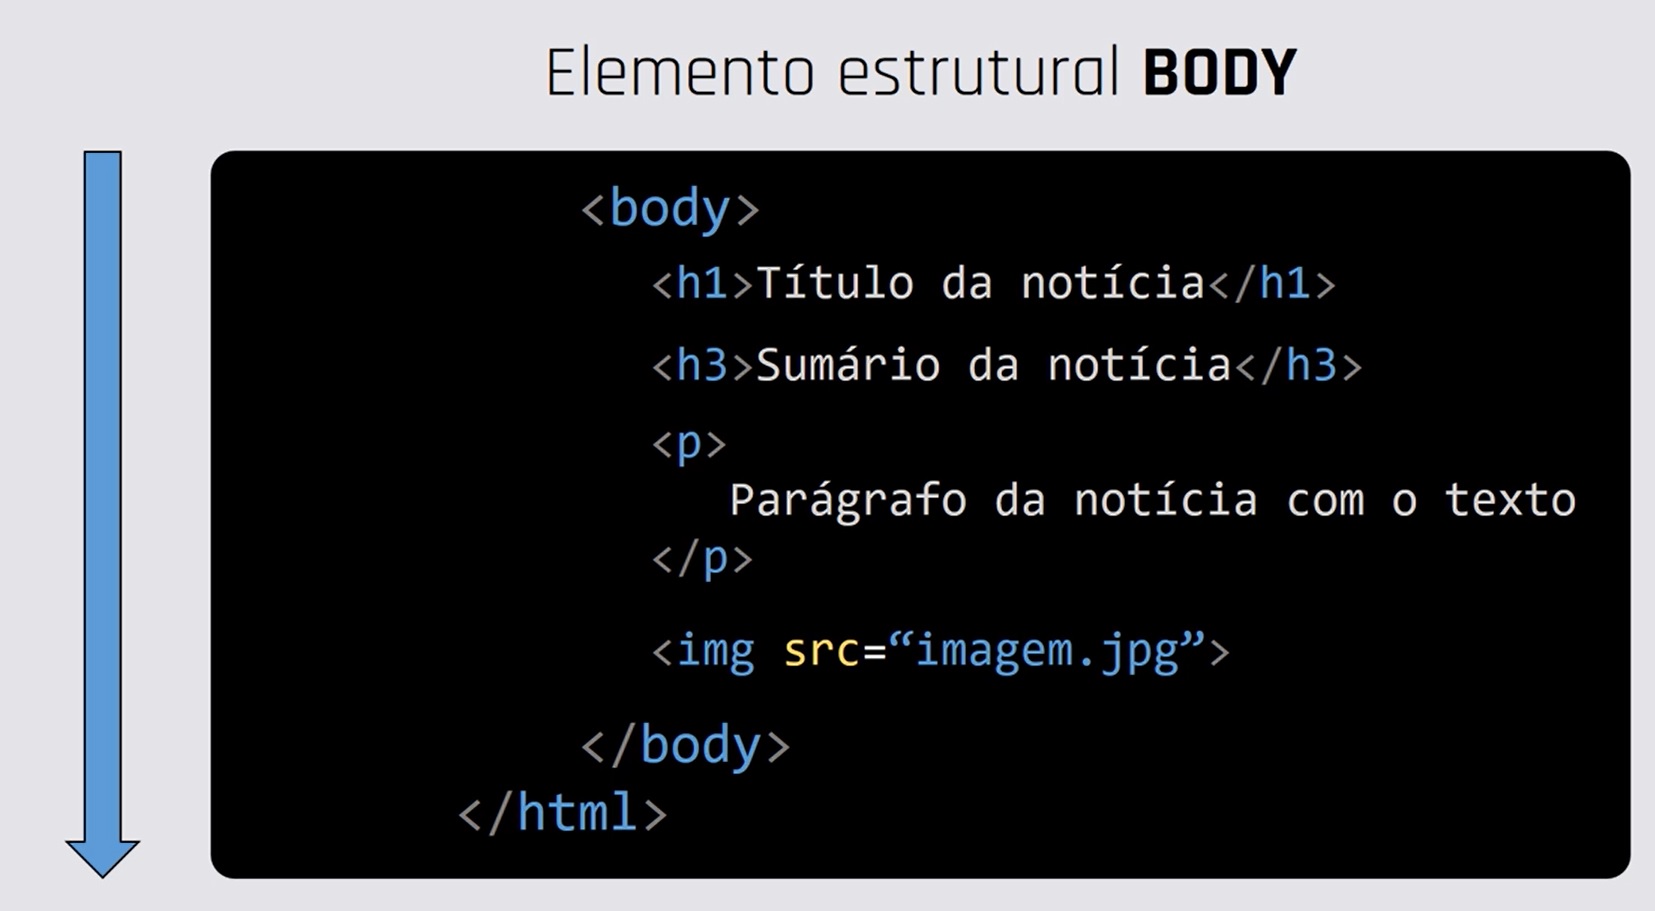 Elemento estrutural BODY
<body>
<h1>Título da notícia</h1>
<h3>Sumário da notícia</h3>
<p>
Parágrafo da notícia com o texto
</p>
<img src=“imagem.jpg”>
</body>
</html>